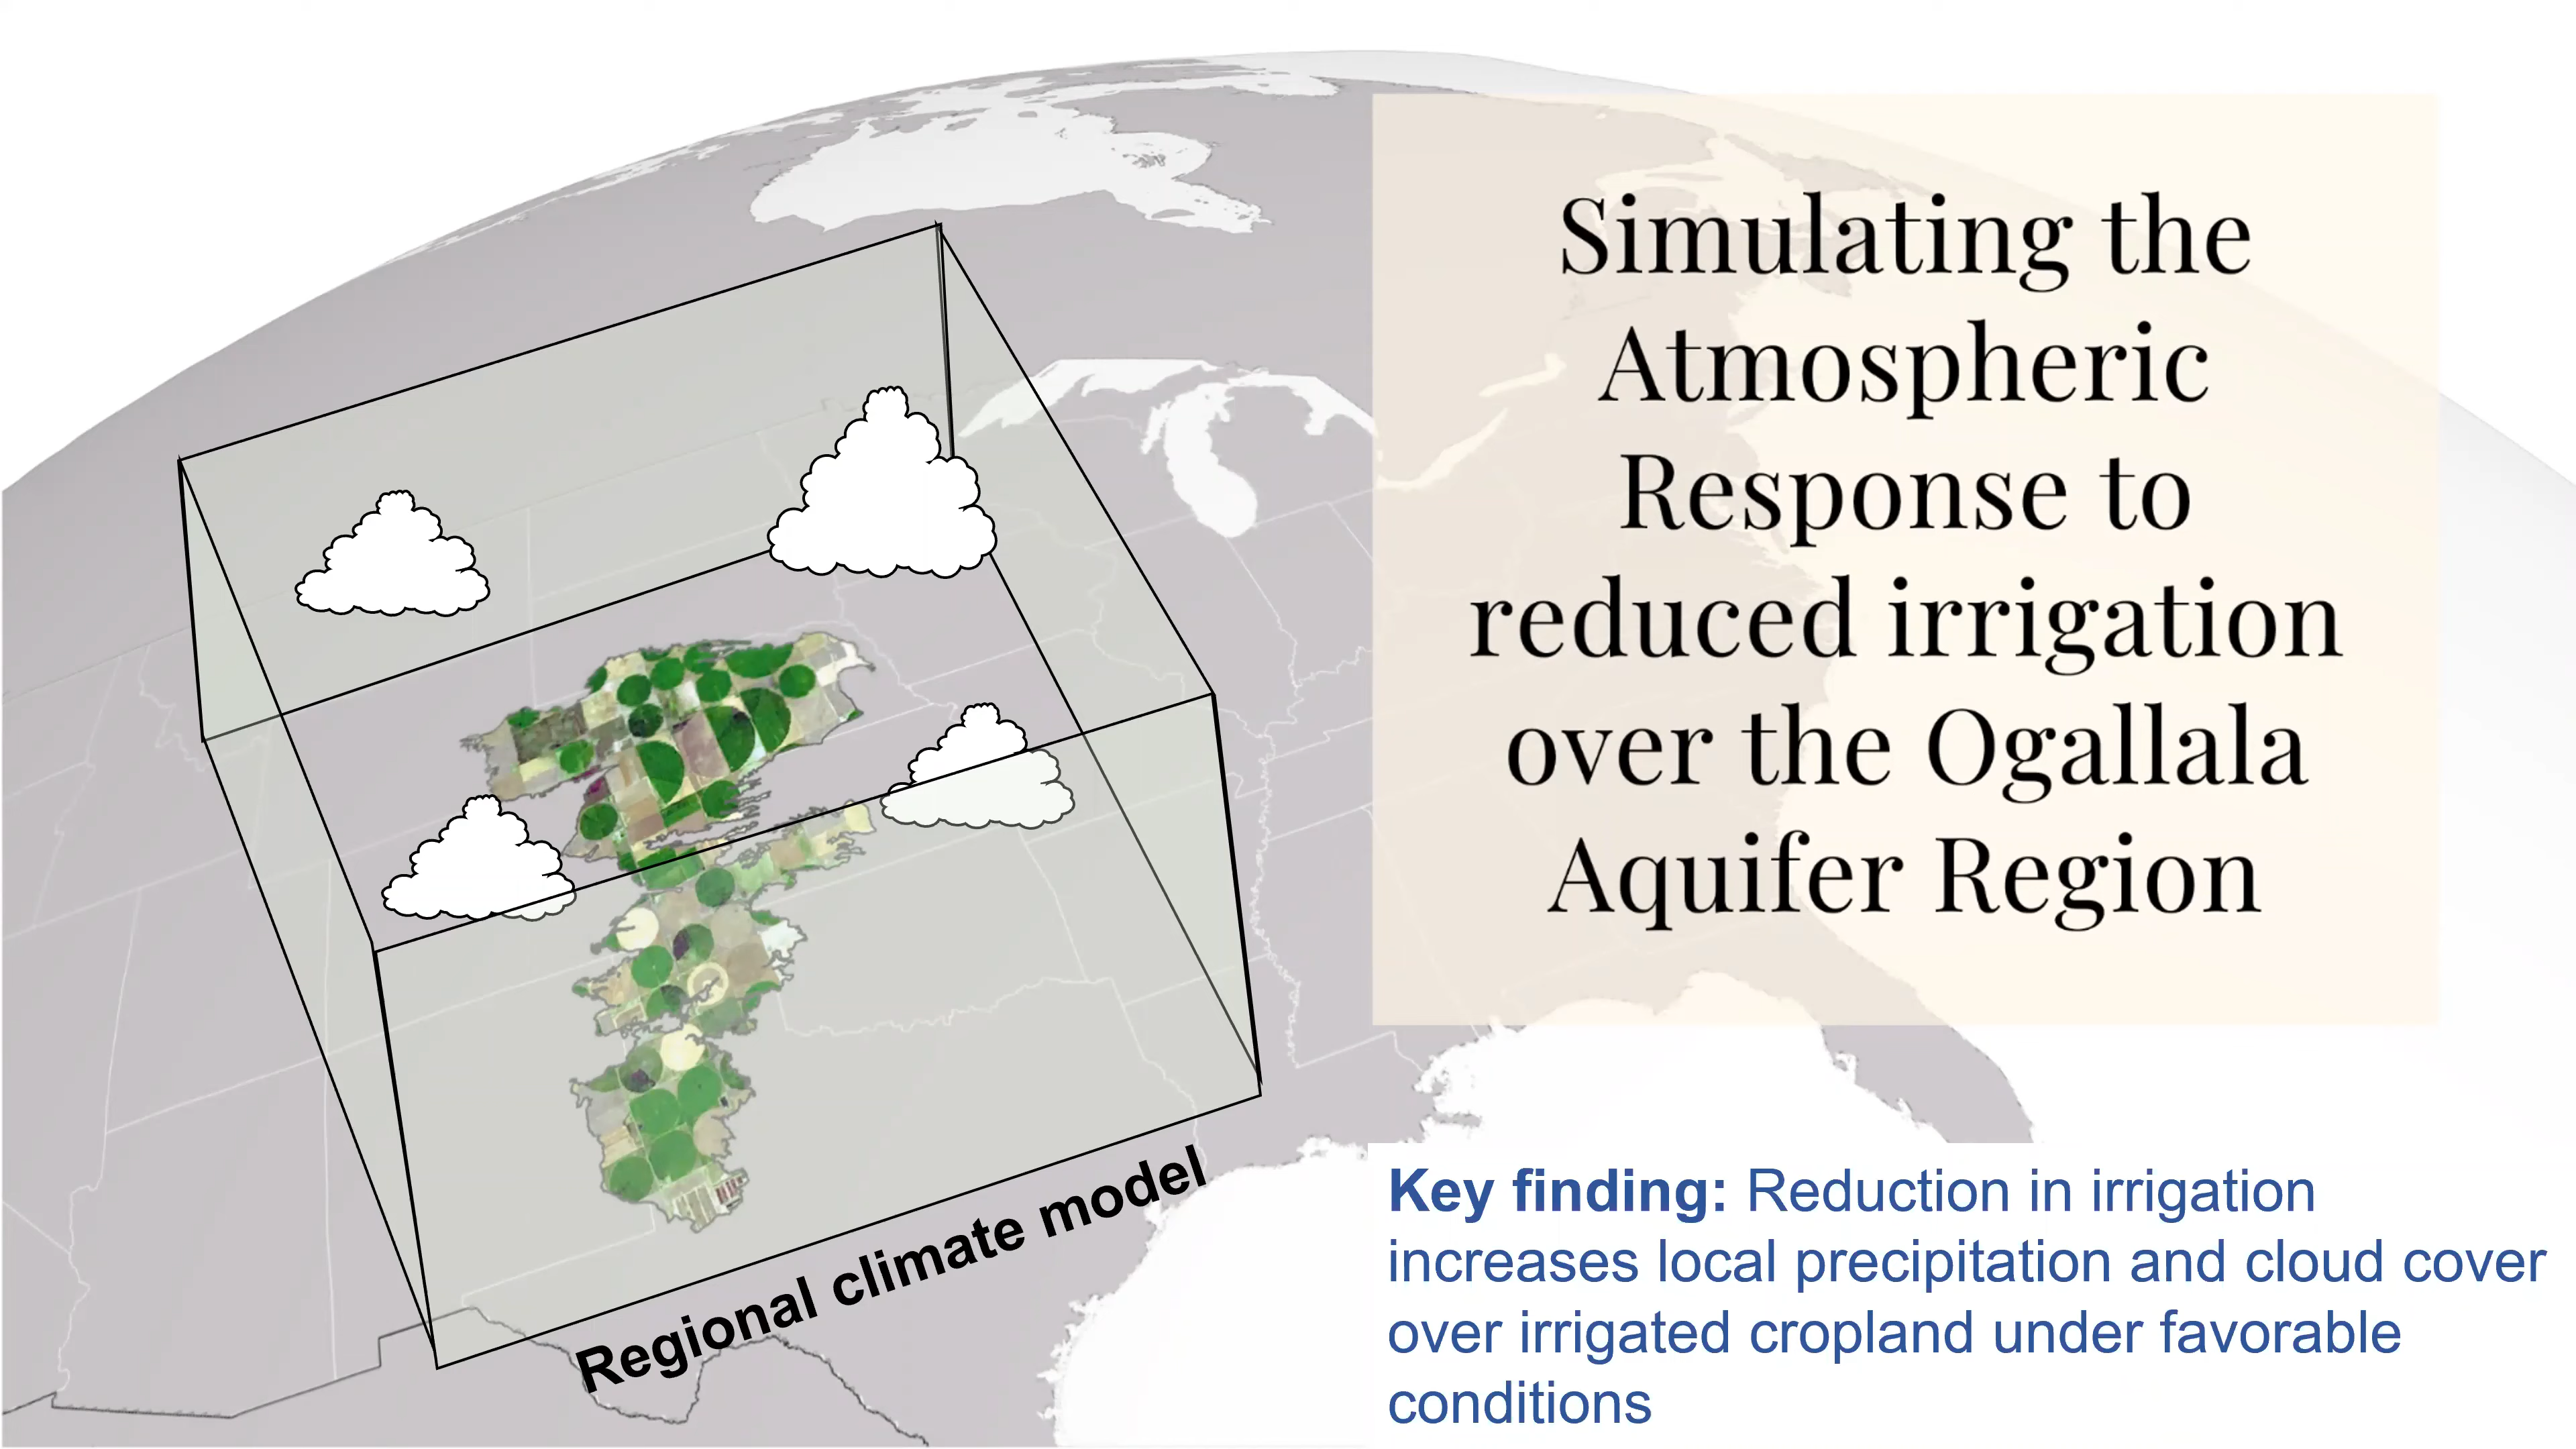 Simulating the
Atmospheric
Response to
reduced irrigation
over the Ogallala
Aquifer Region
Regional climate model
Key finding: Reduction in irrigation
increases local precipitation and cloud cover
over irrigated cropland under favorable
conditions